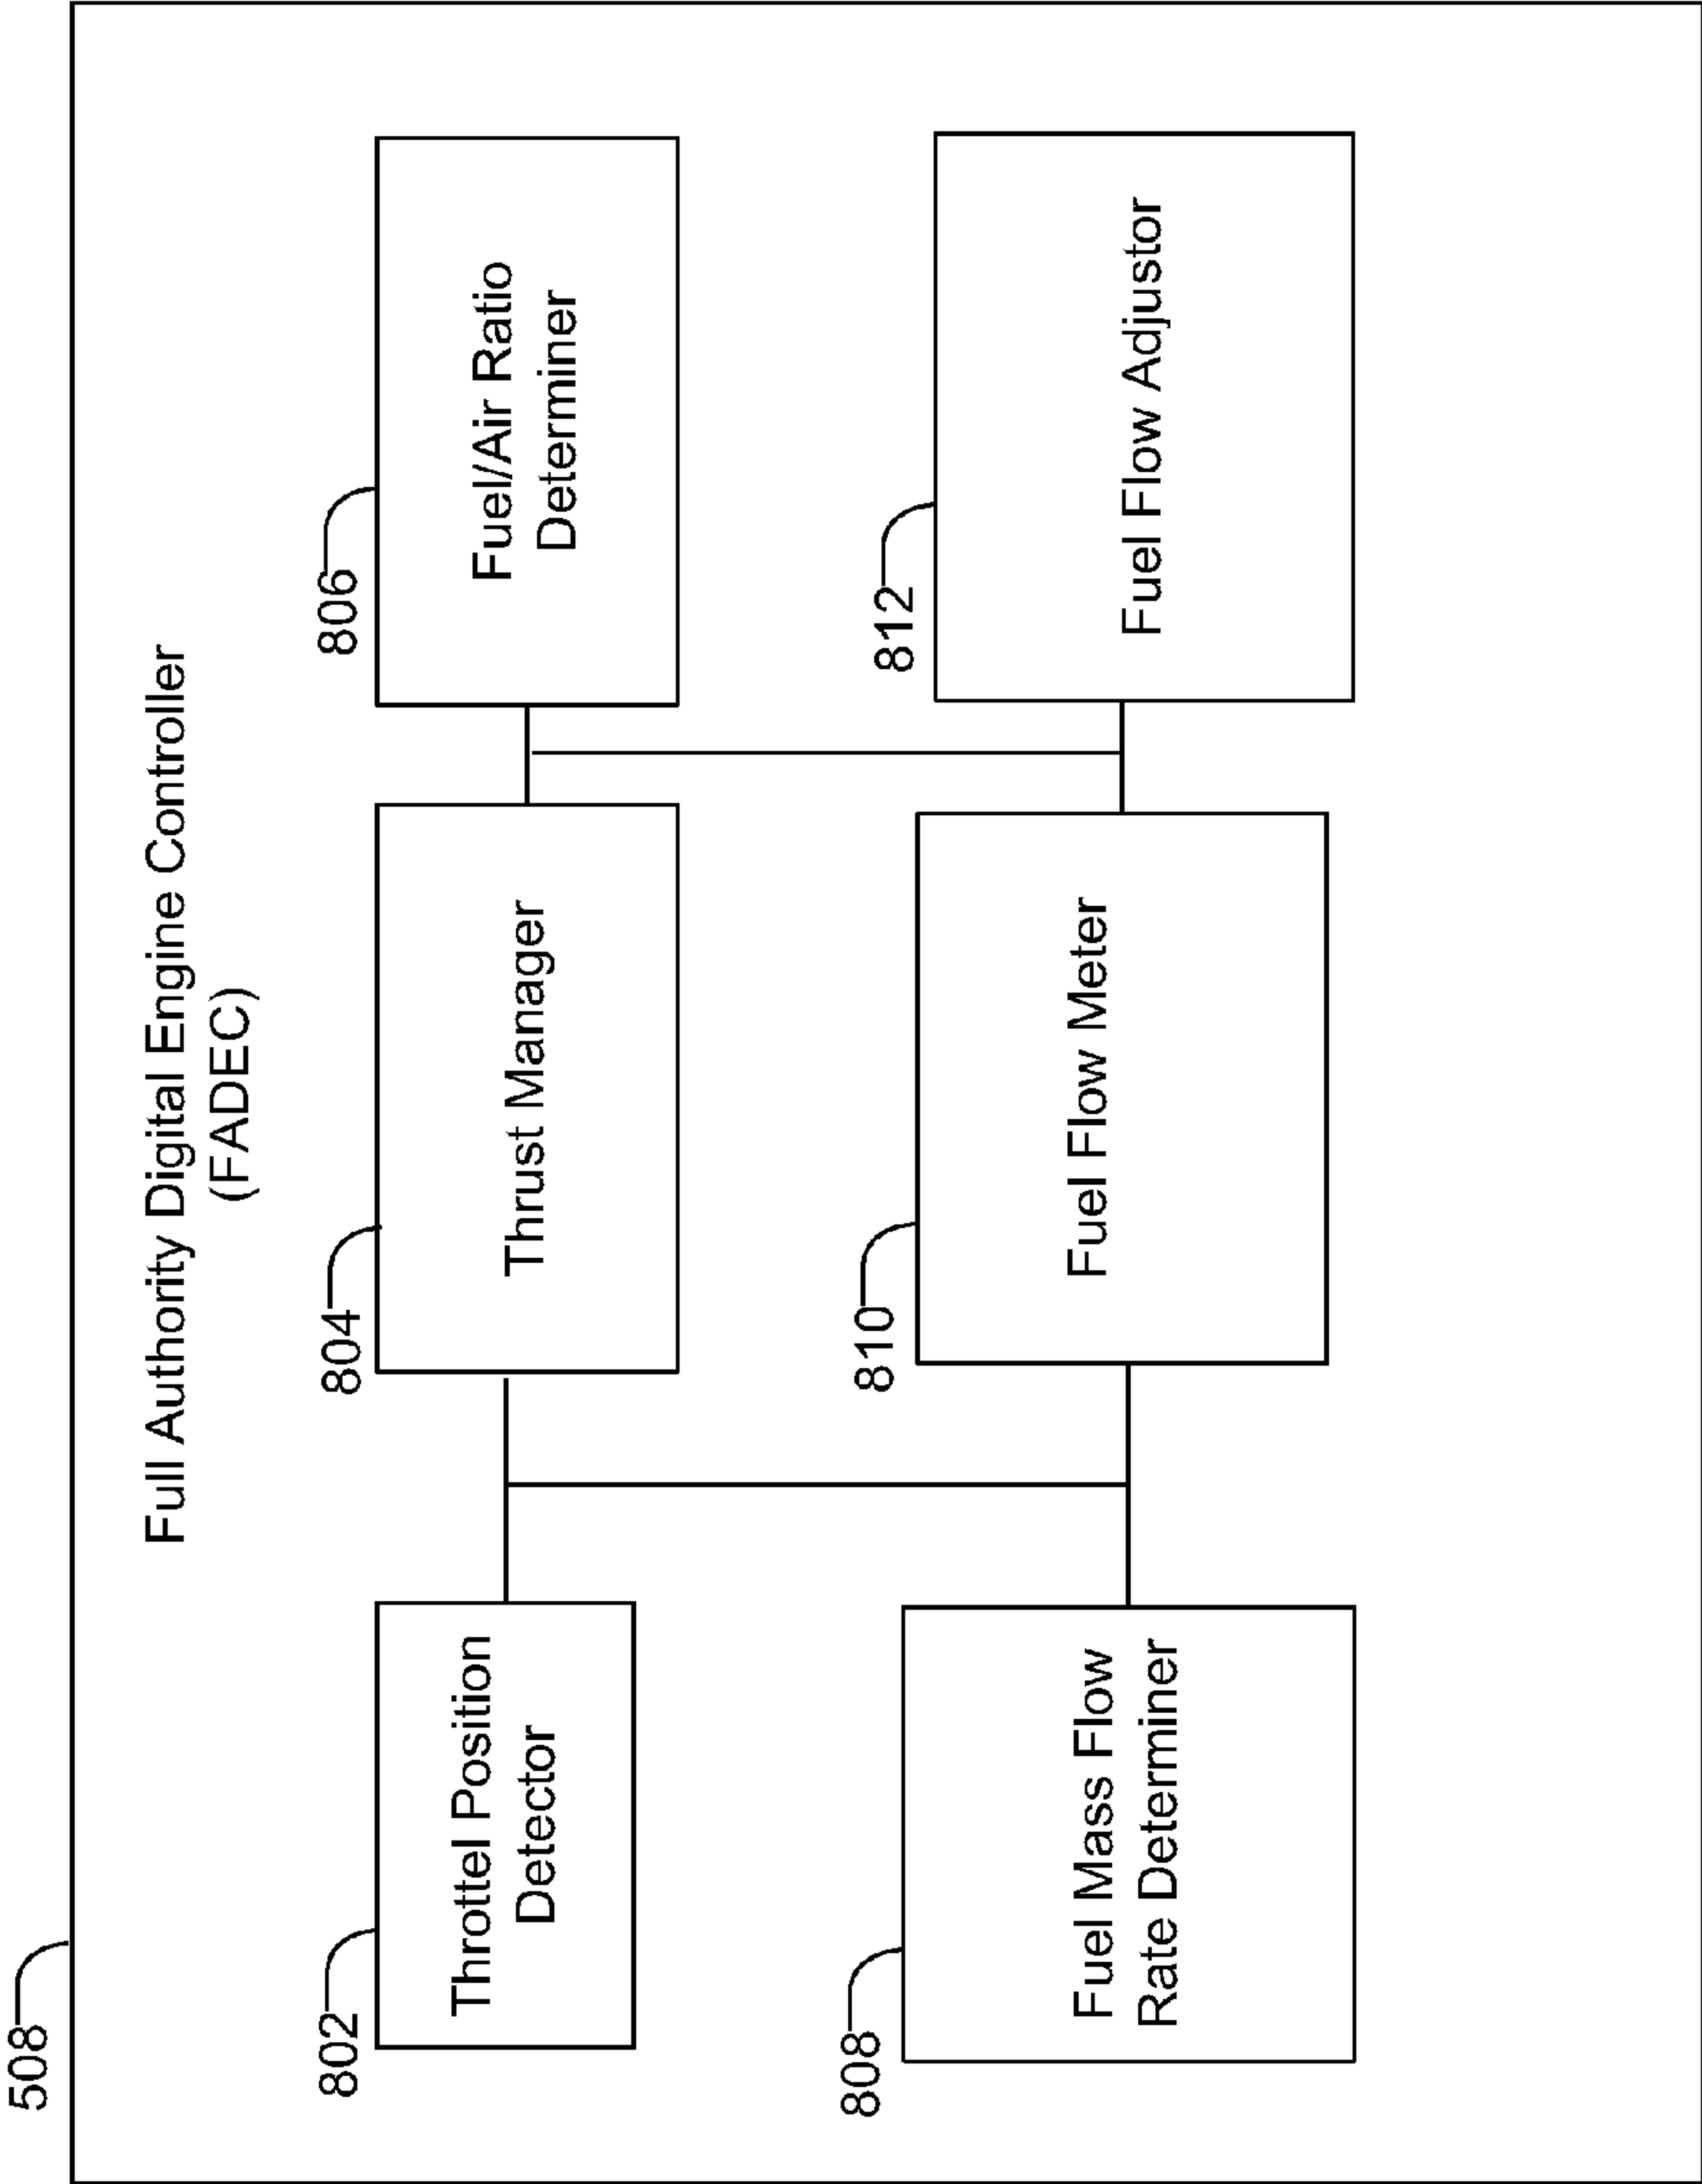 508
Full Authority Digital Engine Controller
(FADEC)
802
Throttel Position
Detector
804
Thrust Manager
806
Fuel/Air Ratio
Determiner
808
Fuel Mass Flow
Rate Determiner
810
Fuel Flow Meter
812
Fuel Flow Adjustor